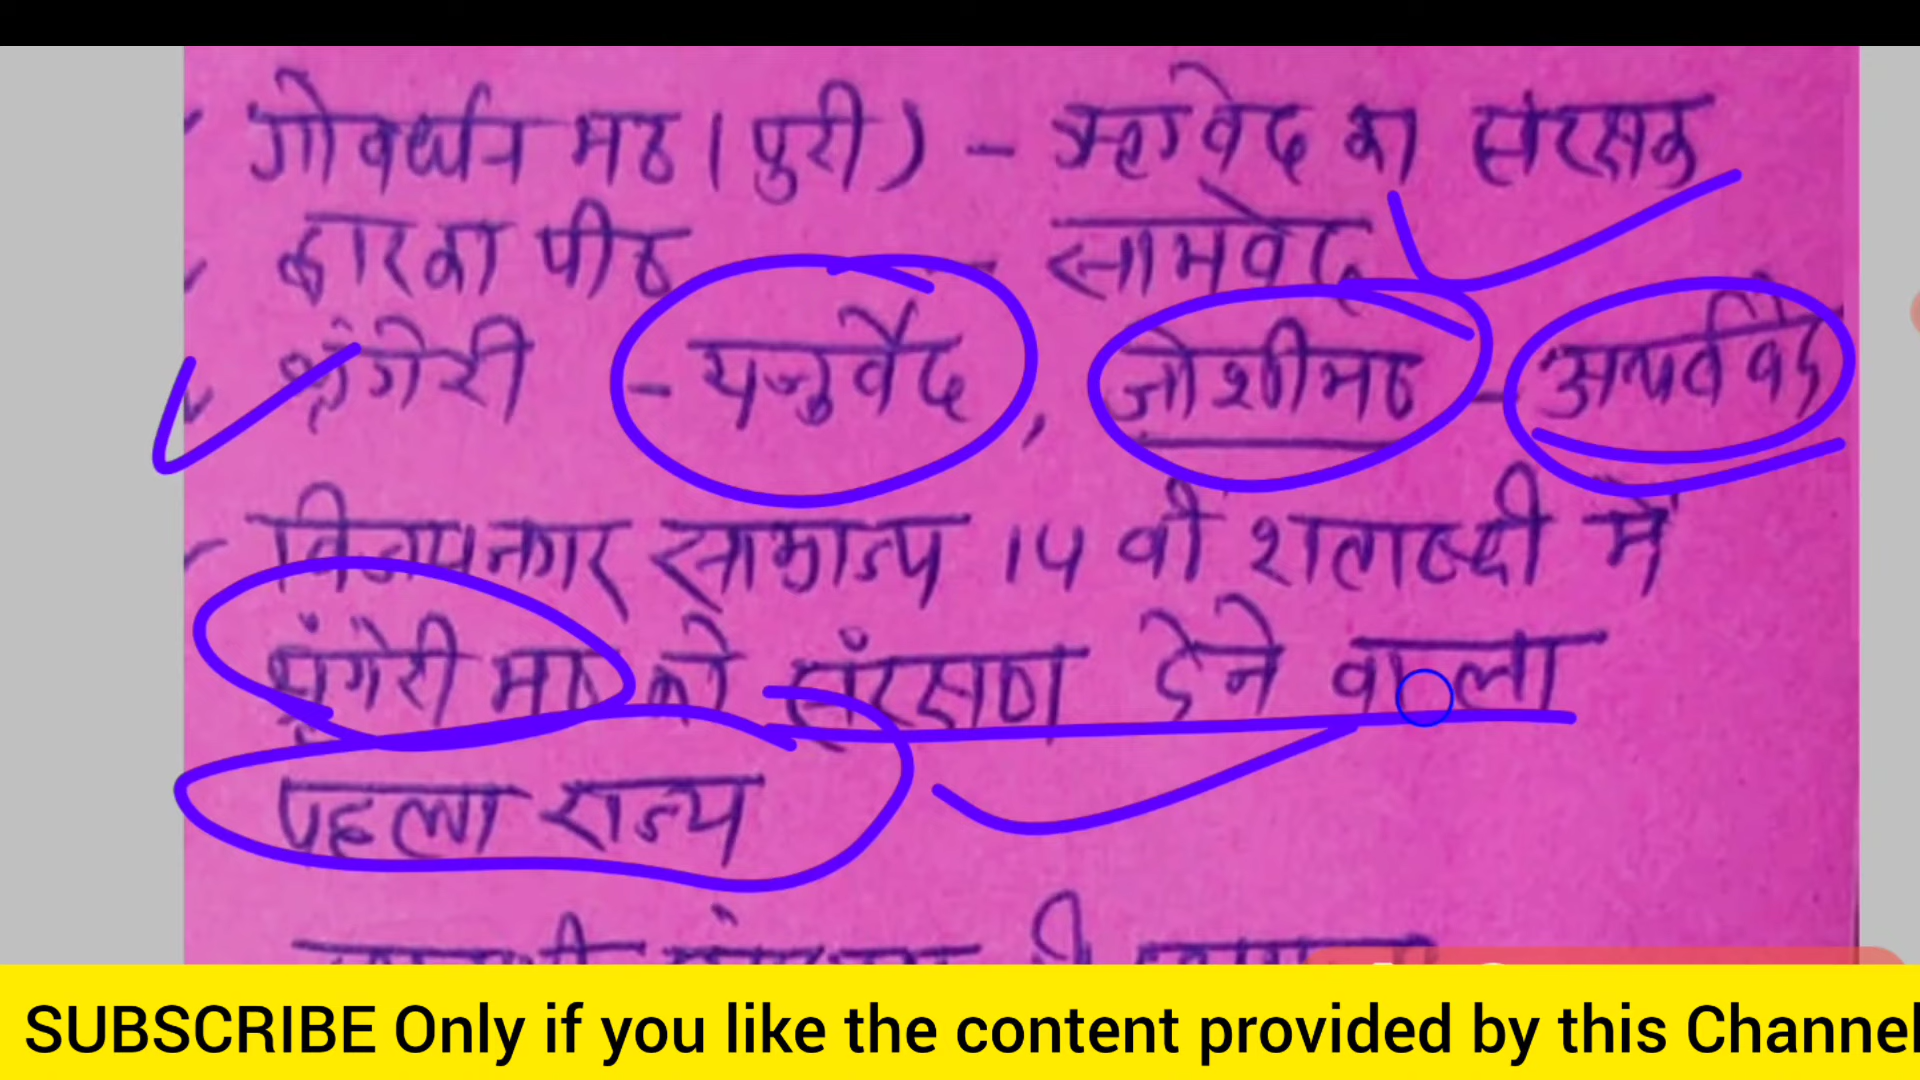 गोवर्धन मठ (पुरी) - ऋग्वेद का संरक्षक
द्वारका पीठ - सामवेद
श्रृंगेरी - यजुर्वेद, जोशीमठ - अथर्ववेद
विजयनगर साम्राज्य 14 वीं शताब्दी में
श्रृंगेरी मठ को संरक्षण देने वाला
पहला राज्य
SUBSCRIBE Only if you like the content provided by this Channel